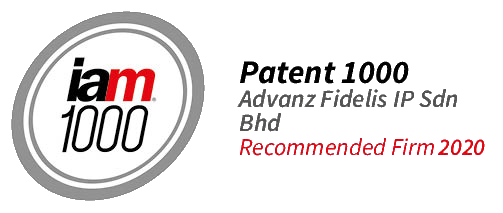 iam
1000
Patent 1000
Advanz Fidelis IP Sdn
Bhd
Recommended Firm 2020